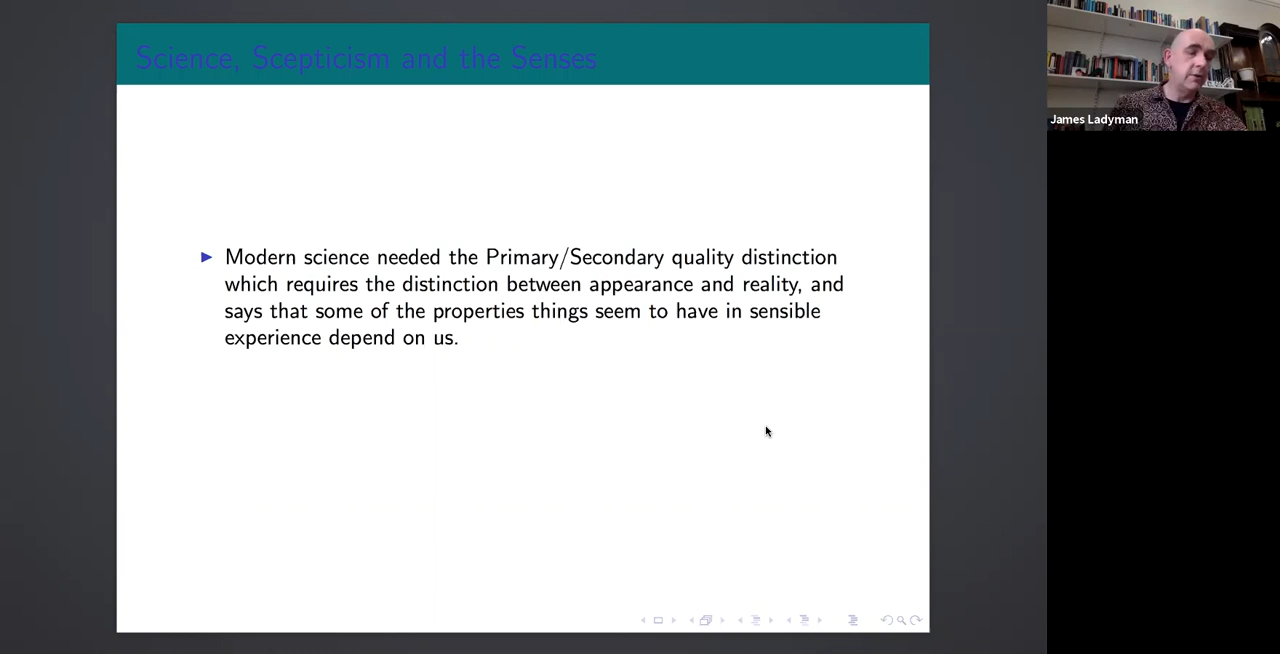 Science, Scepticism and the Senses
James Ladyman
Modern science needed the Primary/Secondary quality distinction
which requires the distinction between appearance and reality, and
says that some of the properties things seem to have in sensible
experience depend on us.